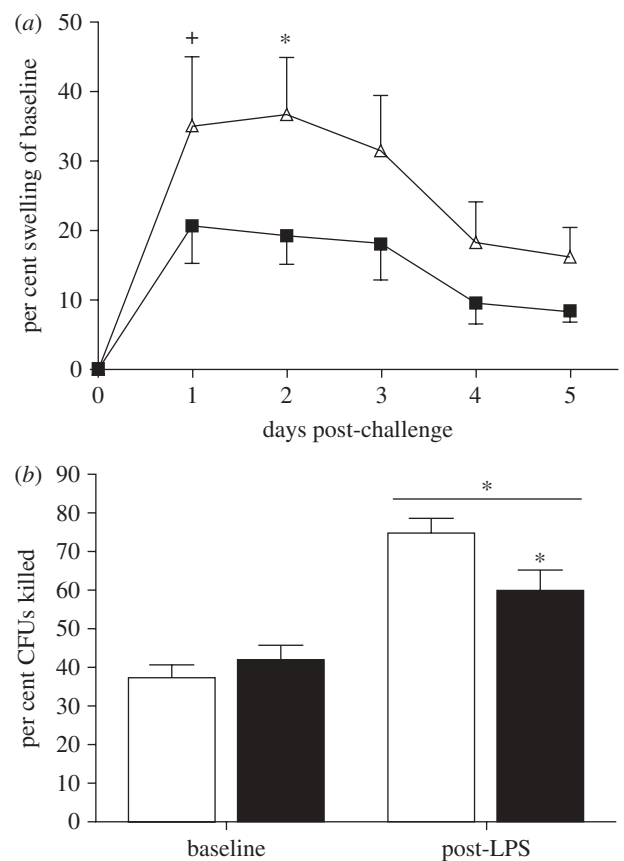 (a)
50
40
30
20
10
0
per cent swelling of baseline
+
*
0 1 2 3 4 5
days post-challenge
(b)
90
80
70
60
50
40
30
20
10
0
per cent CFUs killed
*
*
baseline post-LPS